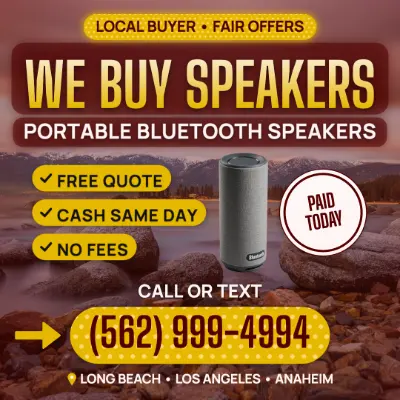 LOCAL BUYER • FAIR OFFERS
WE BUY SPEAKERS
PORTABLE BLUETOOTH SPEAKERS
✓ FREE QUOTE
✓ CASH SAME DAY
✓ NO FEES
Bluetooth
PAID
TODAY
CALL OR TEXT
(562) 999-4994
LONG BEACH • LOS ANGELES • ANAHEIM